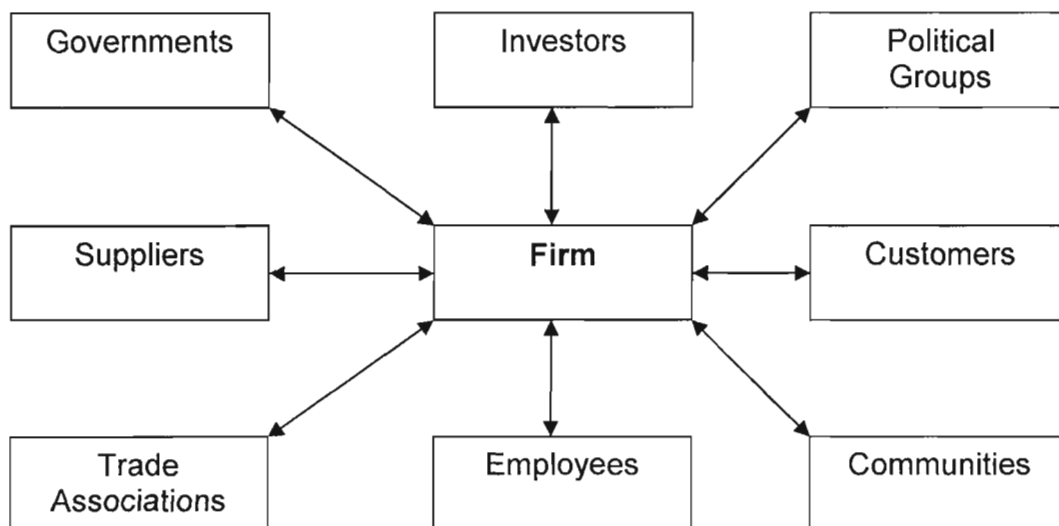 Governments
Investors
Political
Groups
Suppliers
Firm
Customers
Trade
Associations
Employees
Communities